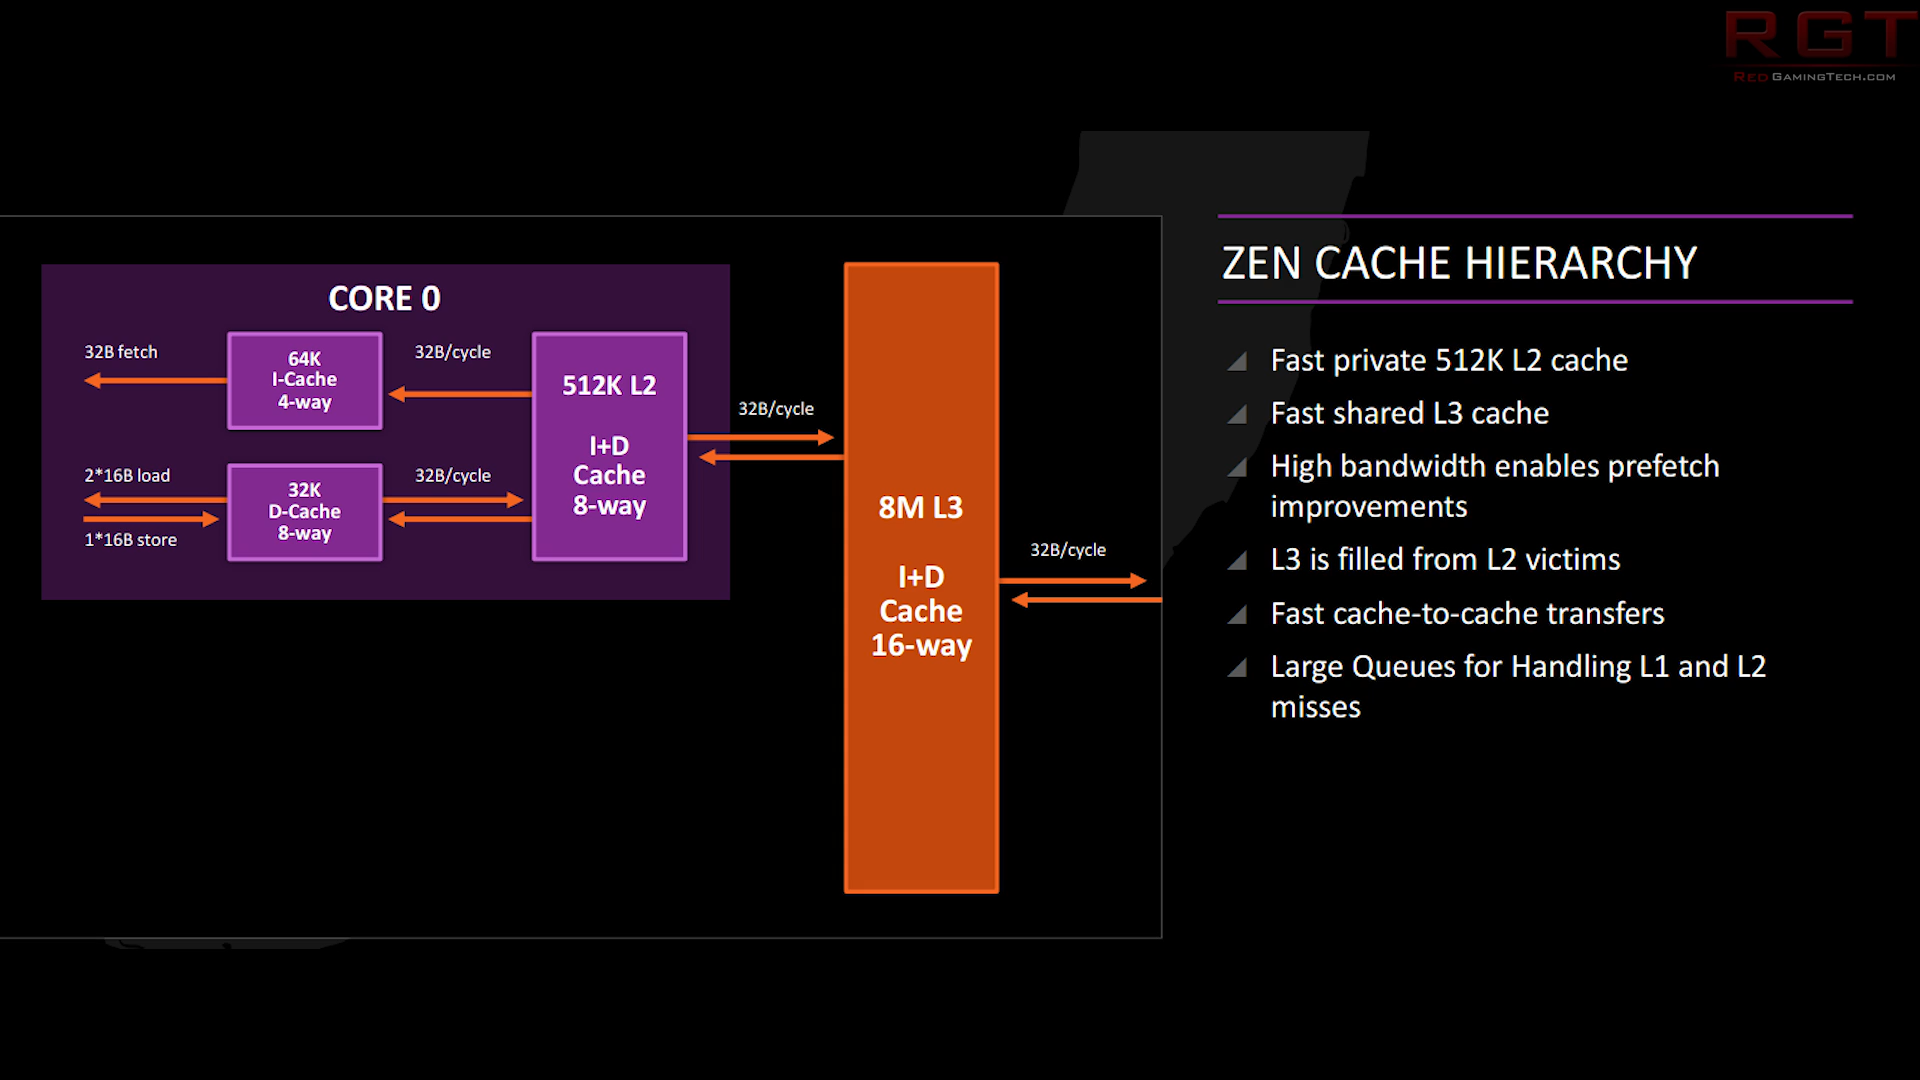 RGT
REDGAMINGTECH.COM
CORE 0
32B fetch
64K
I-Cache
4-way
32B/cycle
2*16B load
1*16B store
32K
D-Cache
8-way
32B/cycle
512K L2
I+D
Cache
8-way
32B/cycle
8M L3
I+D
Cache
16-way
32B/cycle
ZEN CACHE HIERARCHY
Fast private 512K L2 cache
Fast shared L3 cache
High bandwidth enables prefetch
improvements
L3 is filled from L2 victims
Fast cache-to-cache transfers
Large Queues for Handling L1 and L2
misses